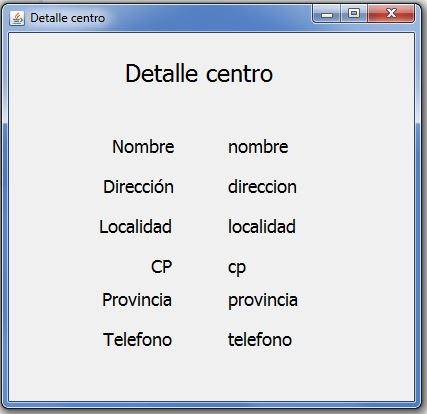 Detalle centro
Detalle centro
Nombre nombre
Dirección direccion
Localidad localidad
CP cp
Provincia provincia
Telefono telefono